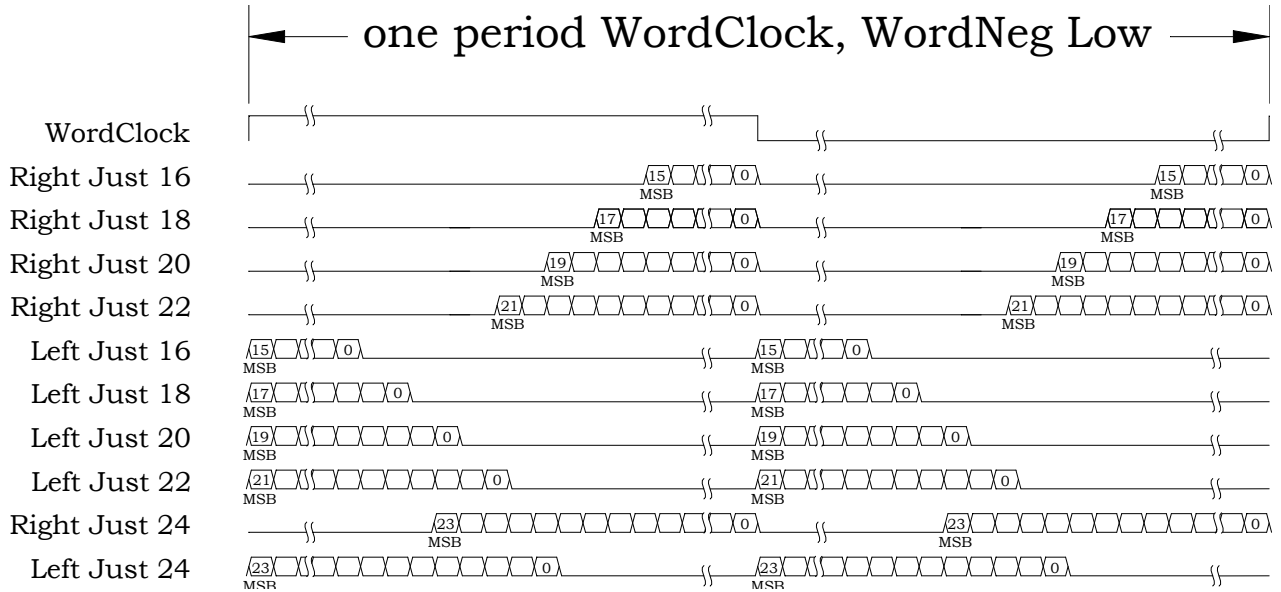 one period WordClock, WordNeg Low
WordClock
Right Just 16 15 0 15 0
MSB MSB
Right Just 18 17 0 17 0
MSB MSB
Right Just 20 19 0 19 0
MSB MSB
Right Just 22 21 0 21 0
MSB MSB
Left Just 16 15 0 15 0
MSB MSB
Left Just 18 17 0 17 0
MSB MSB
Left Just 20 19 0 19 0
MSB MSB
Left Just 22 21 0 21 0
MSB MSB
Right Just 24 23 0 23 0
MSB MSB
Left Just 24 23 0 23 0
MSB MSB